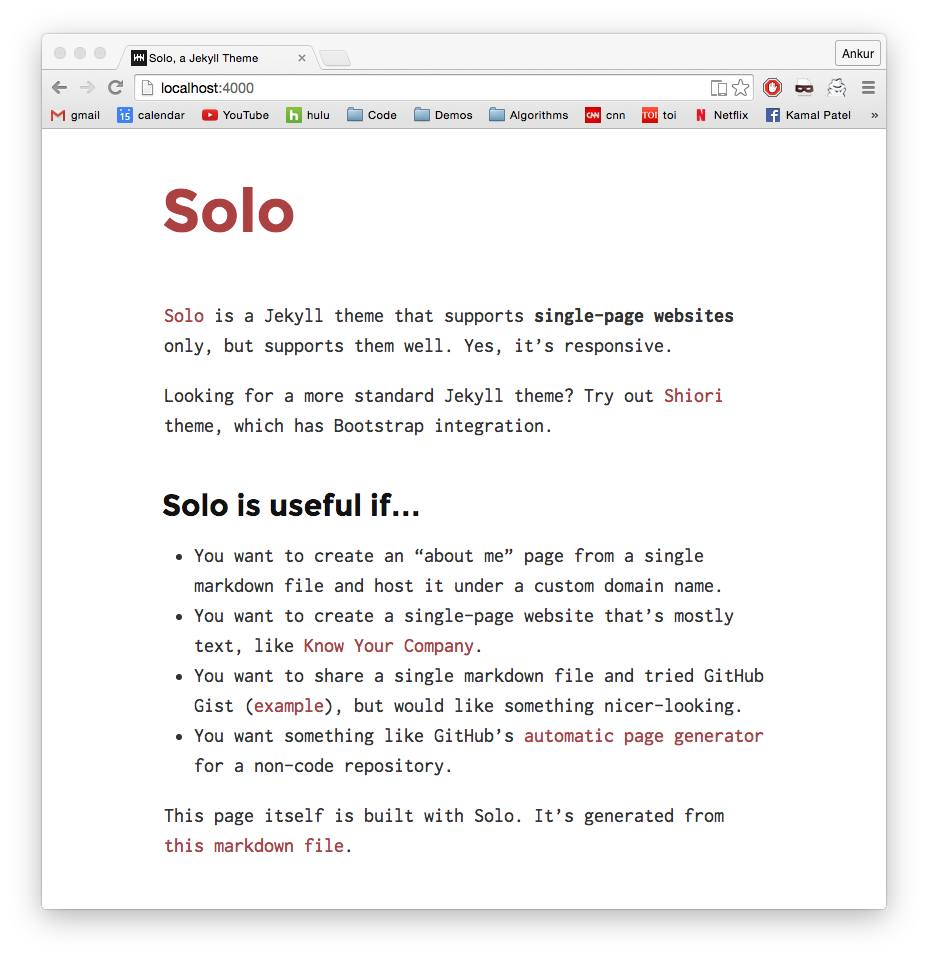 Solo, a Jekyll Theme
Ankur
localhost:4000
gmail 15 calendar YouTube h hulu Code Demos Algorithms CNN cnn TOI toi N Netflix f Kamal Patel »
Solo
Solo is a Jekyll theme that supports single-page websites
only, but supports them well. Yes, it’s responsive.
Looking for a more standard Jekyll theme? Try out Shiori
theme, which has Bootstrap integration.
Solo is useful if...
• You want to create an “about me” page from a single
markdown file and host it under a custom domain name.
• You want to create a single-page website that’s mostly
text, like Know Your Company.
• You want to share a single markdown file and tried GitHub
Gist (example), but would like something nicer-looking.
• You want something like GitHub’s automatic page generator
for a non-code repository.
This page itself is built with Solo. It’s generated from
this markdown file.